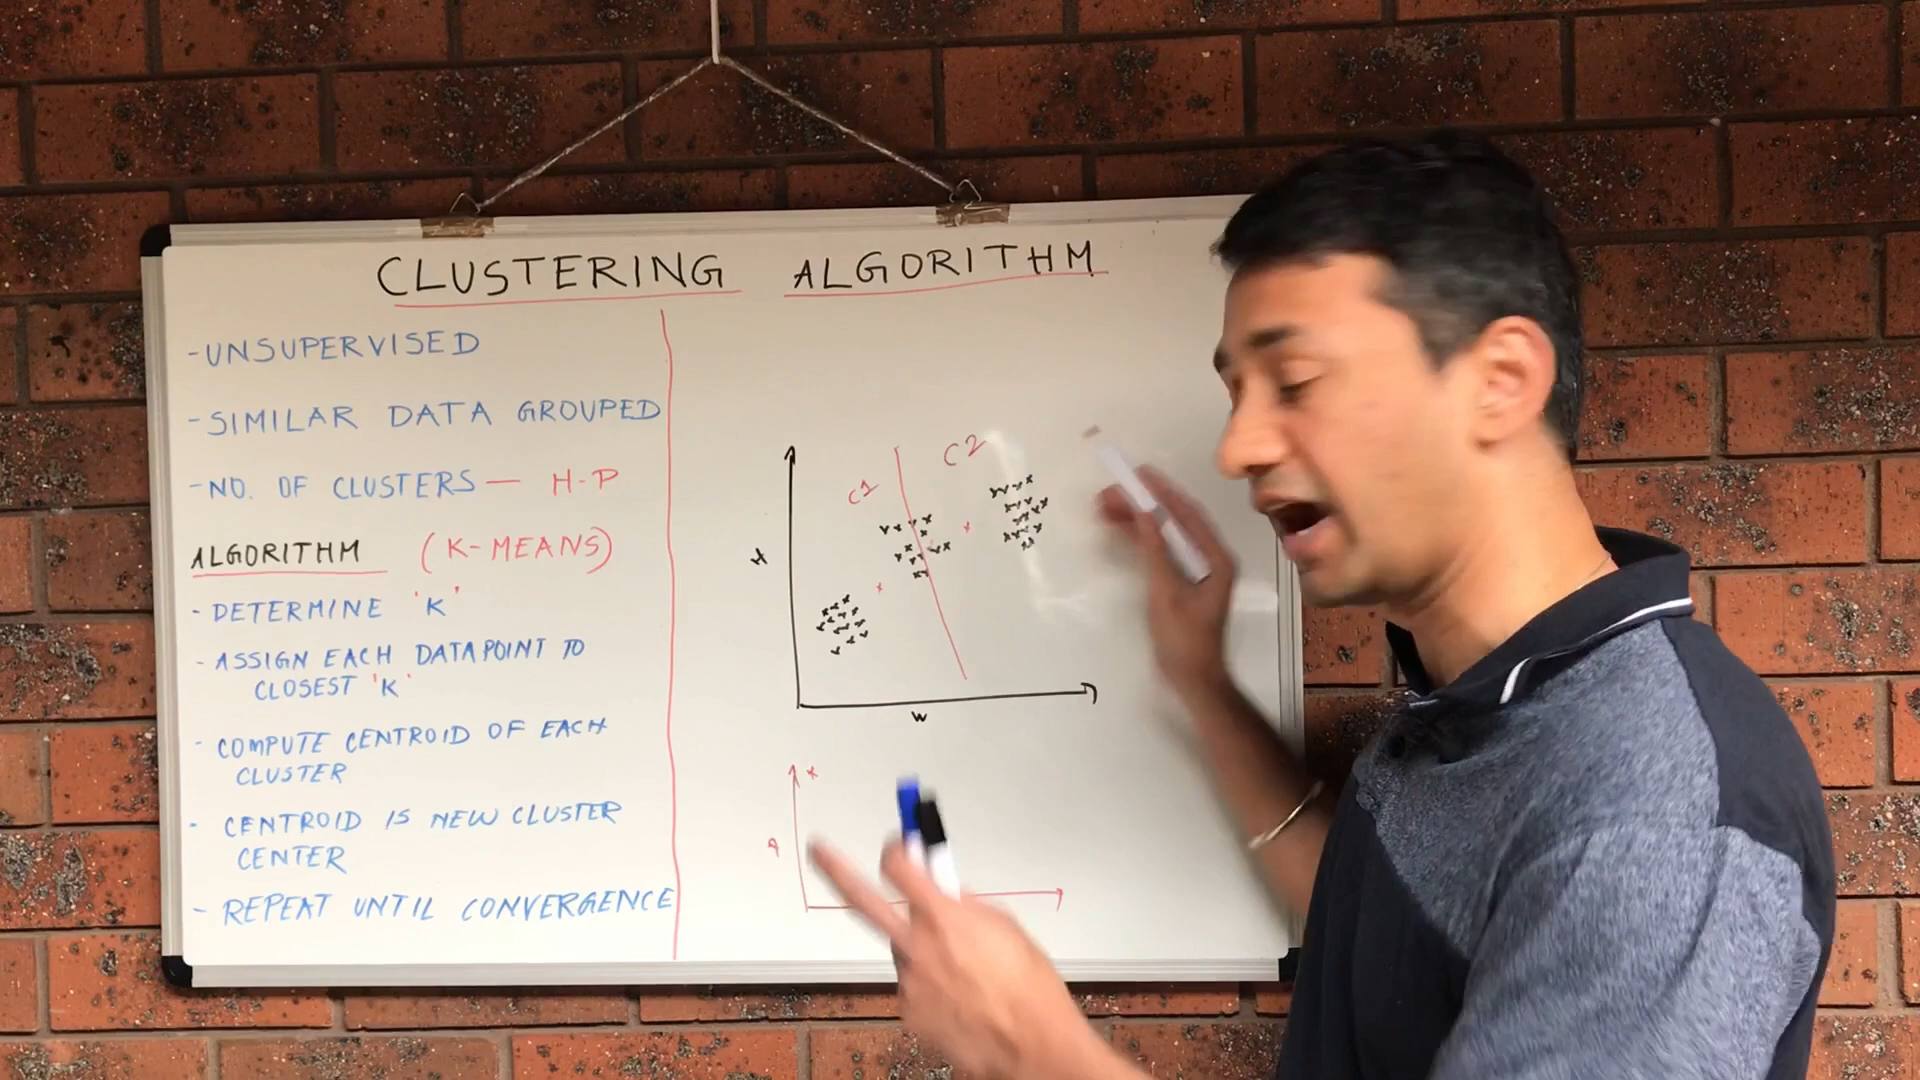 CLUSTERING ALGORITHM
-UNSUPERVISED
-SIMILAR DATA GROUPED
-NO. OF CLUSTERS — H-P
ALGORITHM (K-MEANS)
- DETERMINE 'K'
- ASSIGN EACH DATAPOINT TO
CLOSEST 'K'
- COMPUTE CENTROID OF EACH
CLUSTER
- CENTROID IS NEW CLUSTER
CENTER
- REPEAT UNTIL CONVERGENCE
C1
C2
H
W